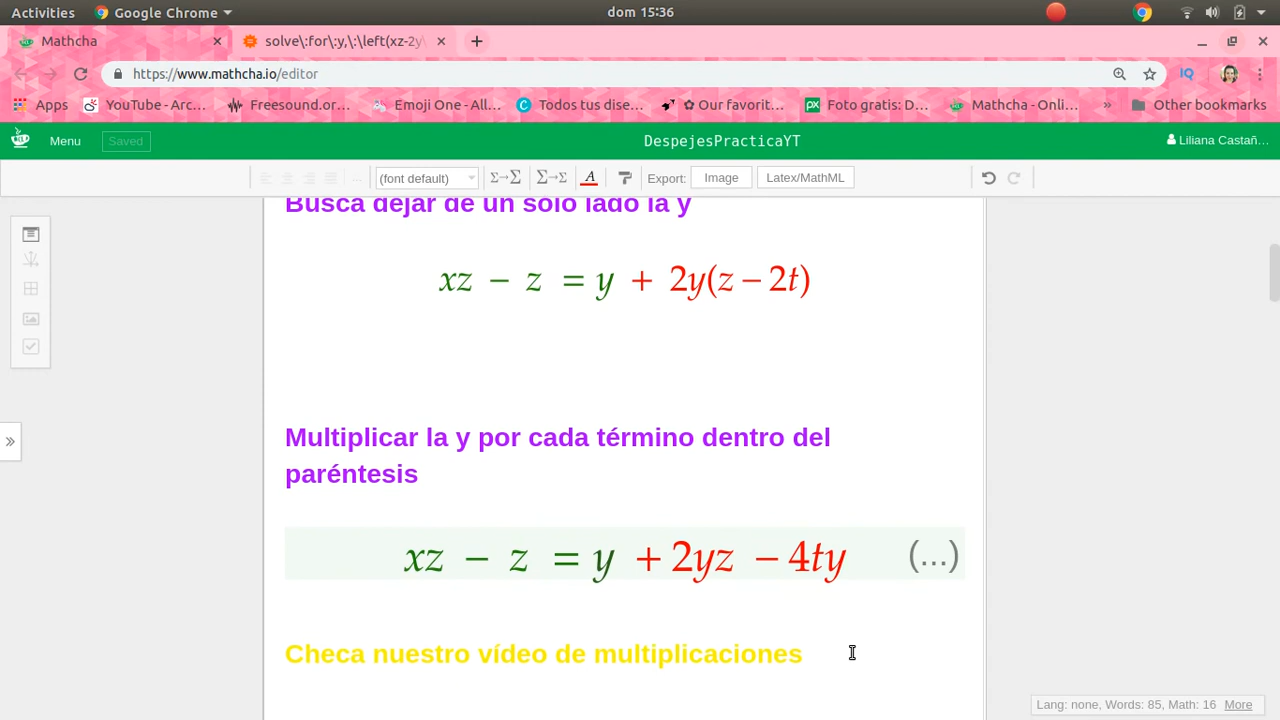 Activities Google Chrome dom 15:36
Mathcha solve\:for\:y,\:\left(xz-2y\
https://www.mathcha.io/editor IQ
Apps YouTube - Arc... Freesound.or... Emoji One - All... Todos tus dise... ✿ Our favorit... Foto gratis: D... Mathcha - Onli... » Other bookmarks
Menu Saved DespejesPracticaYT Liliana Castañ...
... (font default) Σ→Σ Σ→Σ A Export: Image Latex/MathML
Busca dejar de un solo lado la y
xz − z = y + 2y(z − 2t)
Multiplicar la y por cada término dentro del
paréntesis
xz − z = y + 2yz − 4ty (...)
Checa nuestro vídeo de multiplicaciones
Lang: none, Words: 85, Math: 16 More